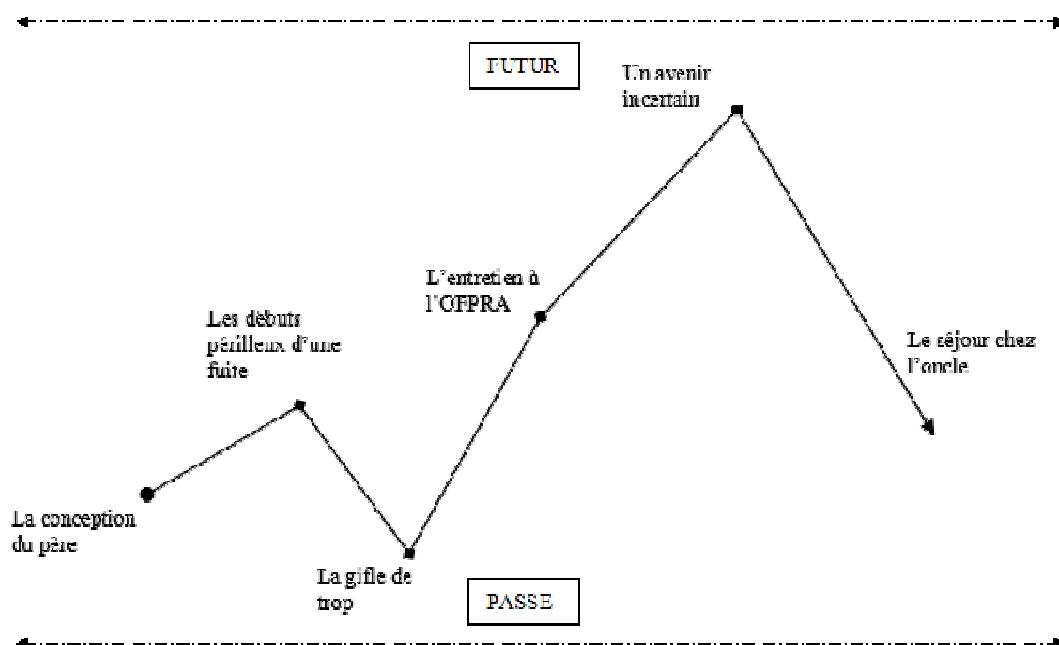 FUTUR
Un avenir
incertain
L'entretien à
l'OFPRA
Les débuts
périlleux d'une
fuite
Le séjour chez
l'oncle
La conception
du père
La gifle de
trop
PASSE